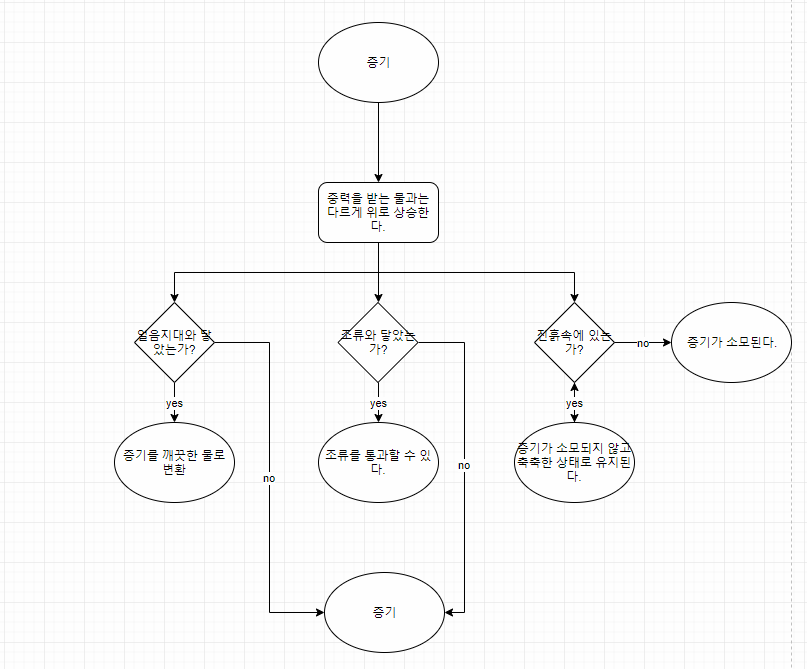 증기
중력을 받는 물과는
다르게 위로 상승한
다.
얼음지대와 닿
았는가?
조류와 닿았는
가?
진흙속에 있는
가?
no
증기가 소모된다.
yes
yes
yes
증기를 깨끗한 물로
변환
조류를 통과할 수 있
다.
증기가 소모되지 않고
축축한 상태로 유지된
다.
no
no
증기